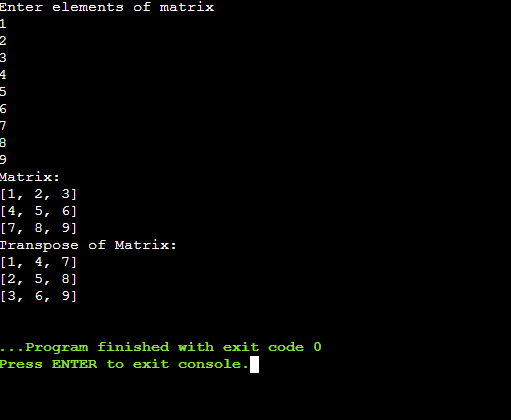 Enter elements of matrix
1
2
3
4
5
6
7
8
9
Matrix:
[1, 2, 3]
[4, 5, 6]
[7, 8, 9]
Transpose of Matrix:
[1, 4, 7]
[2, 5, 8]
[3, 6, 9]
...Program finished with exit code 0
Press ENTER to exit console.